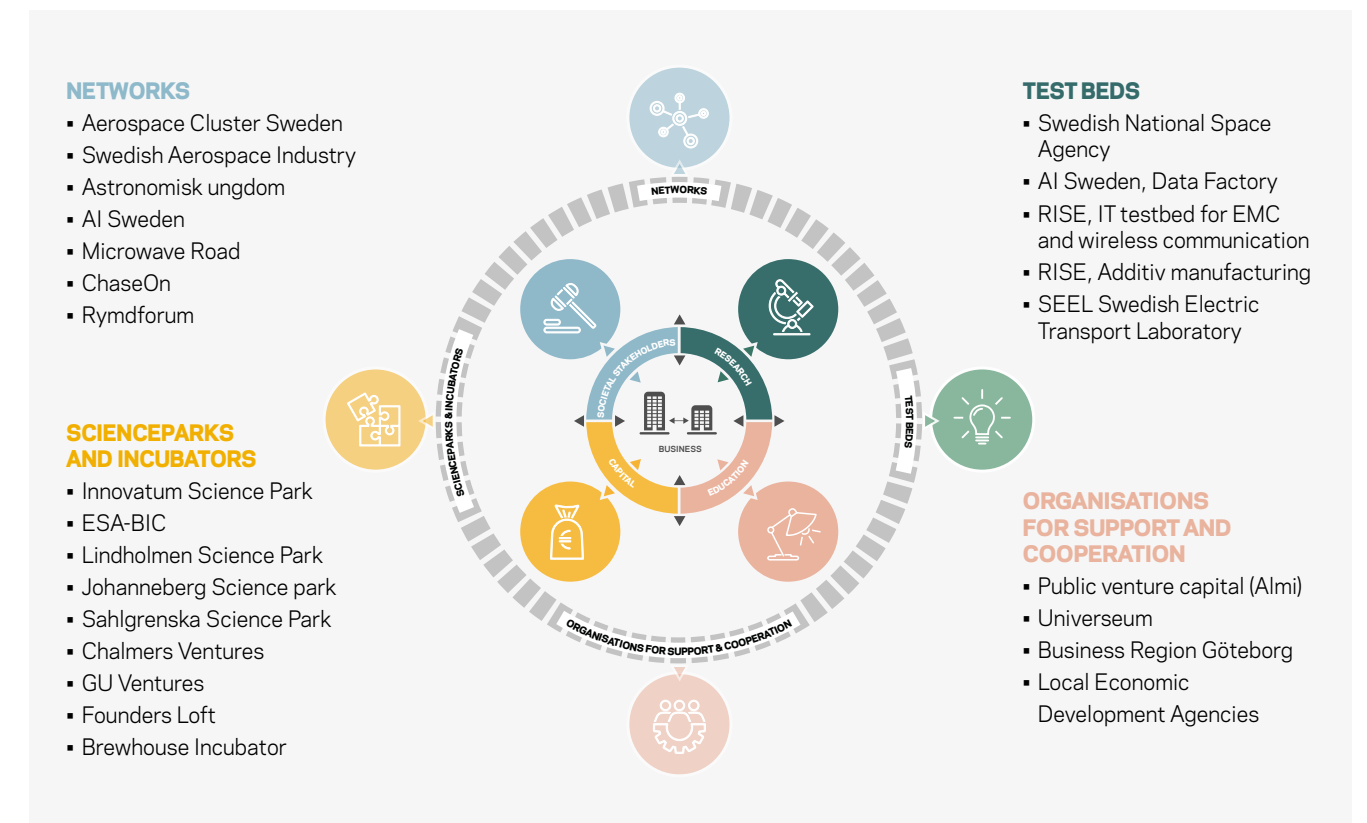 NETWORKS
▪ Aerospace Cluster Sweden
▪ Swedish Aerospace Industry
▪ Astronomisk ungdom
▪ AI Sweden
▪ Microwave Road
▪ ChaseOn
▪ Rymdforum
SCIENCEPARKS
AND INCUBATORS
▪ Innovatum Science Park
▪ ESA-BIC
▪ Lindholmen Science Park
▪ Johanneberg Science park
▪ Sahlgrenska Science Park
▪ Chalmers Ventures
▪ GU Ventures
▪ Founders Loft
▪ Brewhouse Incubator
NETWORKS
SCIENCEPARKS & INCUBATORS
TEST BEDS
ORGANISATIONS FOR SUPPORT & COOPERATION
SOCIETAL STAKEHOLDERS
RESEARCH
CAPITAL
EDUCATION
BUSINESS
€
TEST BEDS
▪ Swedish National Space
Agency
▪ AI Sweden, Data Factory
▪ RISE, IT testbed for EMC
and wireless communication
▪ RISE, Additiv manufacturing
▪ SEEL Swedish Electric
Transport Laboratory
ORGANISATIONS
FOR SUPPORT AND
COOPERATION
▪ Public venture capital (Almi)
▪ Universeum
▪ Business Region Göteborg
▪ Local Economic
Development Agencies